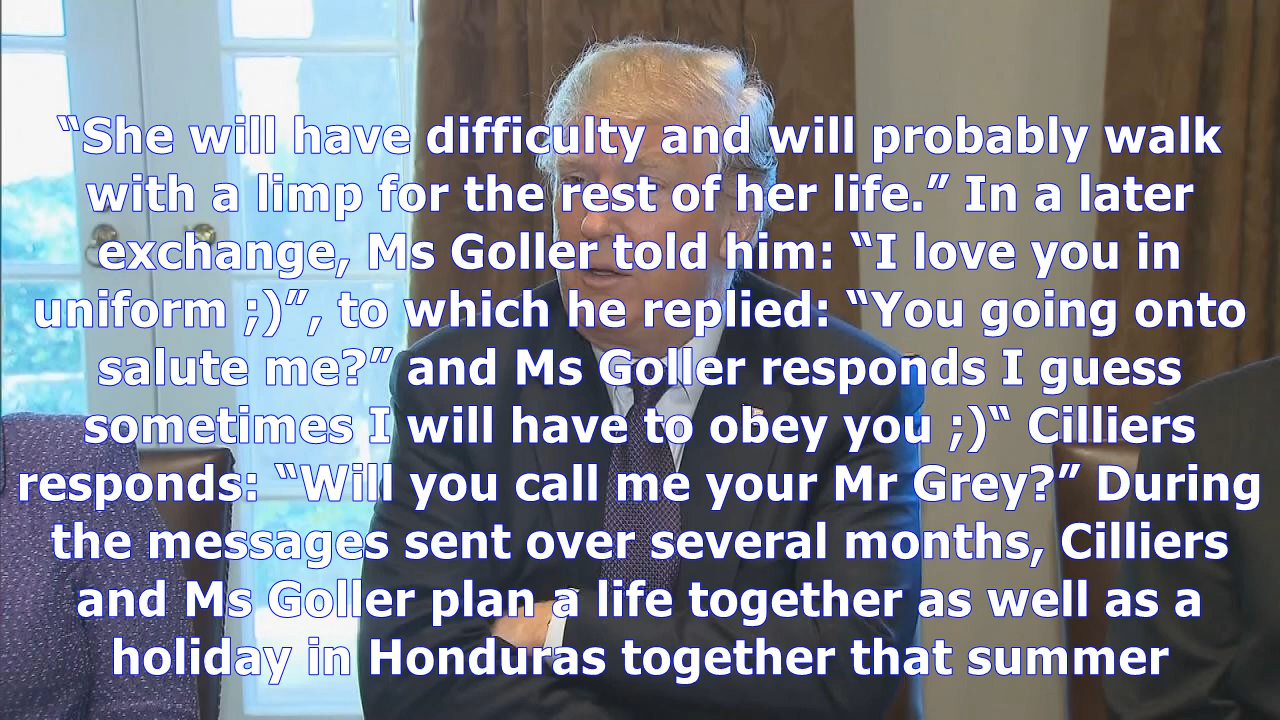 “She will have difficulty and will probably walk
with a limp for the rest of her life.” In a later
exchange, Ms Goller told him: “I love you in
uniform ;)”, to which he replied: “You going onto
salute me?” and Ms Goller responds I guess
sometimes I will have to obey you ;)“ Cilliers
responds: “Will you call me your Mr Grey?” During
the messages sent over several months, Cilliers
and Ms Goller plan a life together as well as a
holiday in Honduras together that summer